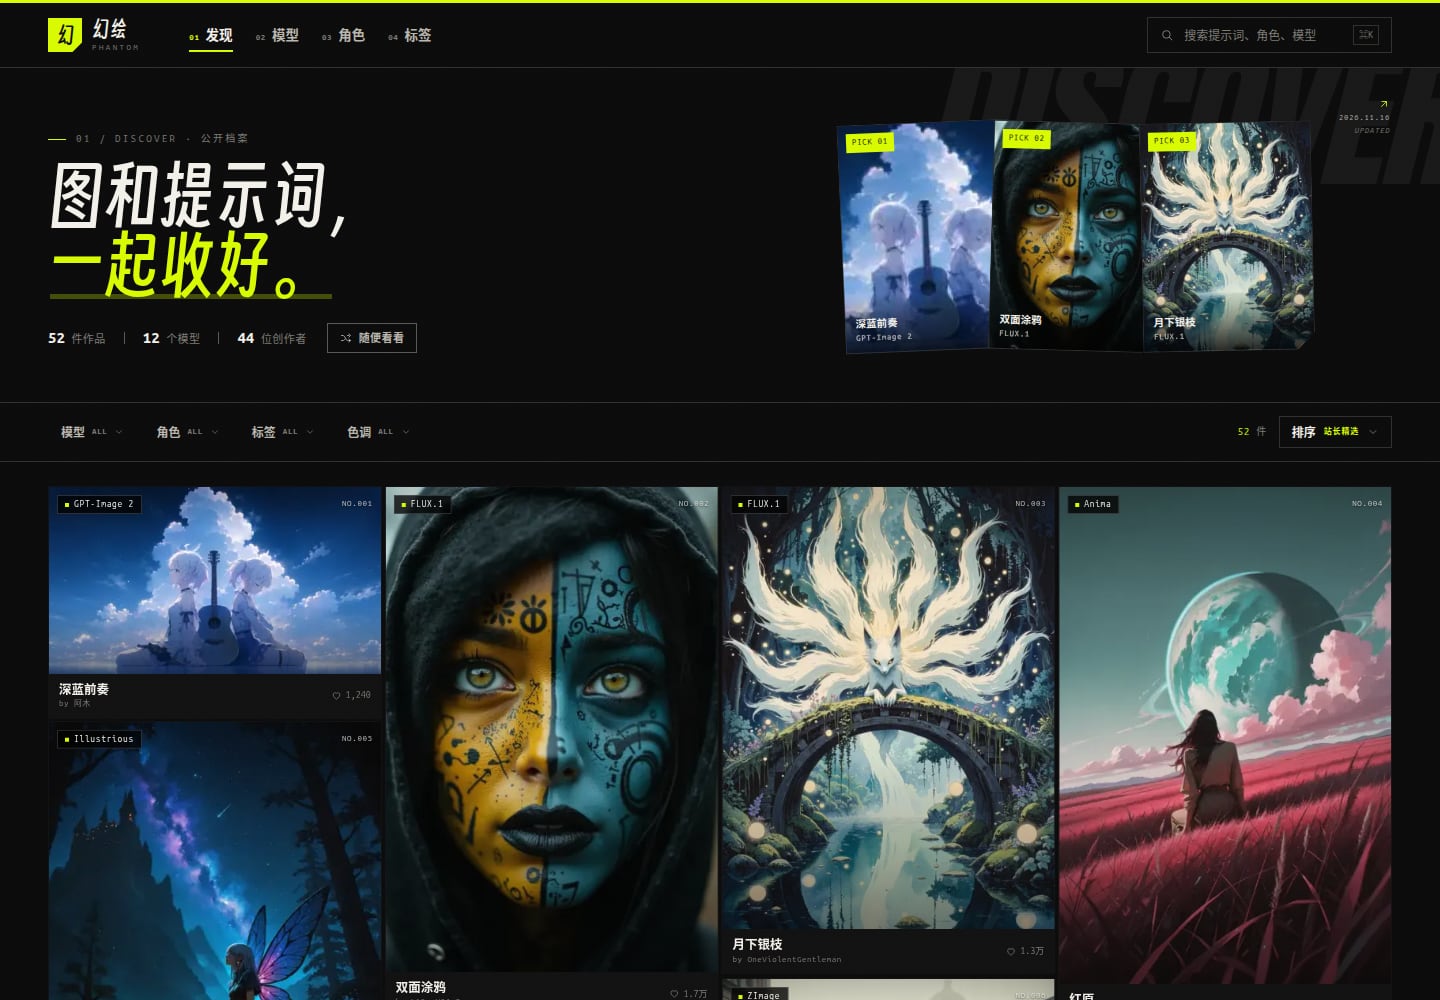 幻 幻绘
PHANTOM
01 发现 02 模型 03 角色 04 标签
搜索提示词、角色、模型 ⌘K
DISCOVER
2026.11.16
UPDATED
01 / DISCOVER · 公开档案
图和提示词,
一起收好。
52 件作品 12 个模型 44 位创作者 随便看看
PICK 01
深蓝前奏
GPT-Image 2
PICK 02
双面涂鸦
FLUX.1
PICK 03
月下银枝
FLUX.1
模型 ALL 角色 ALL 标签 ALL 色调 ALL
52 件 排序 站长精选
GPT-Image 2 NO.001
深蓝前奏
by 阿木
1,240
FLUX.1 NO.002
双面涂鸦
1.7万
FLUX.1 NO.003
月下银枝
by OneViolentGentleman
1.3万
Anima NO.004
红原
Illustrious NO.005
ZImage NO.006